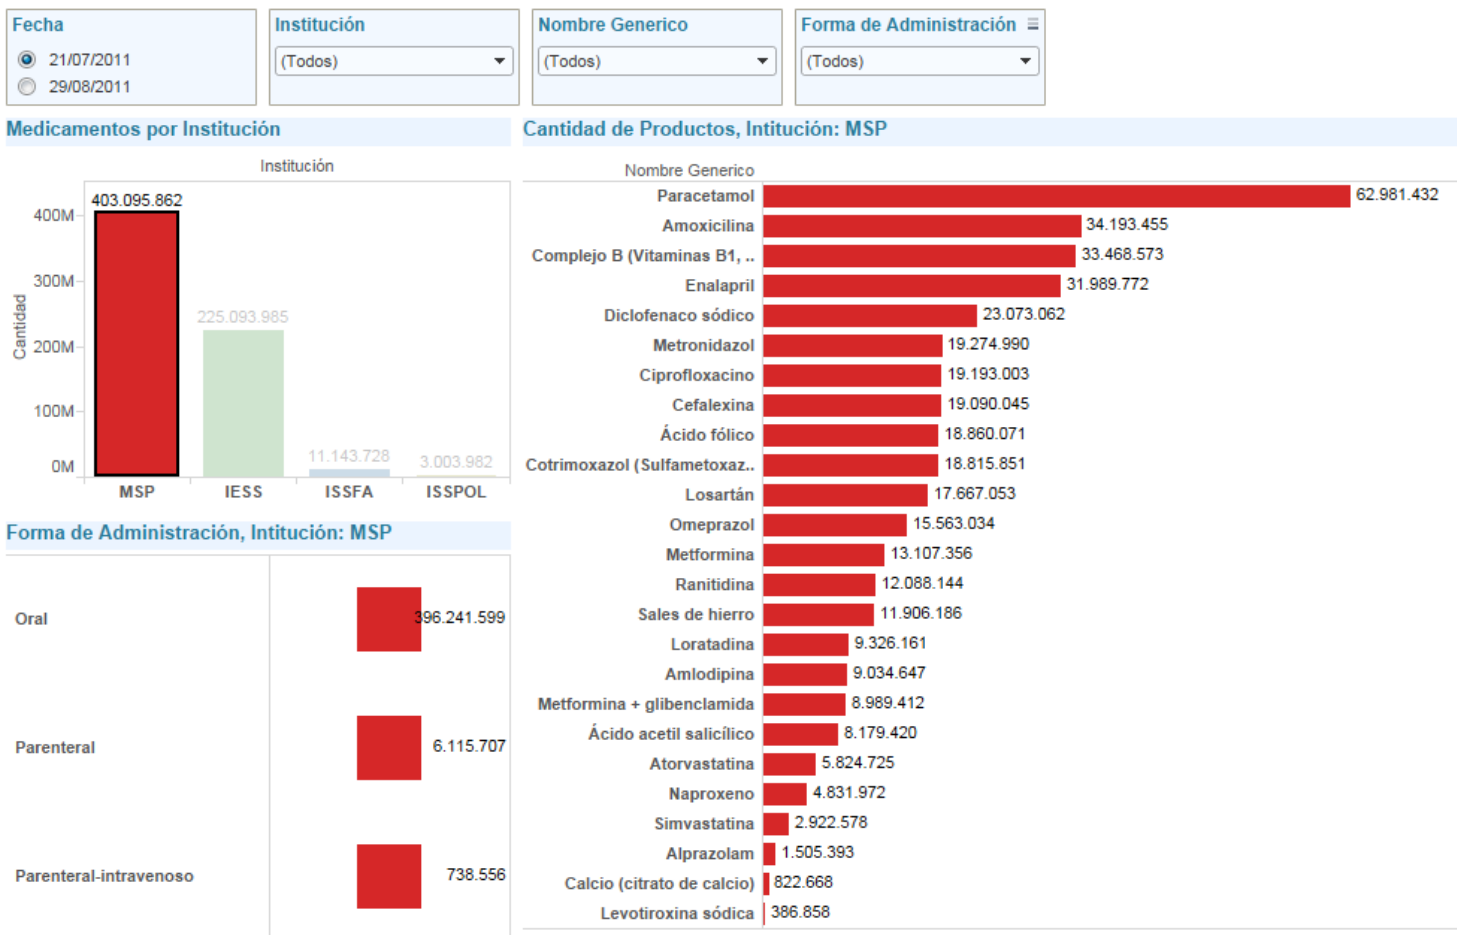 Fecha
21/07/2011
29/08/2011
Institución
(Todos)
Nombre Generico
(Todos)
Forma de Administración
(Todos)
Medicamentos por Institución
Institución
Cantidad
400M
300M
200M
100M
0M
403.095.862
225.093.985
11.143.728
3.003.982
MSP
IESS
ISSFA
ISSPOL
Forma de Administración, Intitución: MSP
Oral 396.241.599
Parenteral 6.115.707
Parenteral-intravenoso 738.556
Cantidad de Productos, Intitución: MSP
Nombre Generico
Paracetamol 62.981.432
Amoxicilina 34.193.455
Complejo B (Vitaminas B1, .. 33.468.573
Enalapril 31.989.772
Diclofenaco sódico 23.073.062
Metronidazol 19.274.990
Ciprofloxacino 19.193.003
Cefalexina 19.090.045
Ácido fólico 18.860.071
Cotrimoxazol (Sulfametoxaz.. 18.815.851
Losartán 17.667.053
Omeprazol 15.563.034
Metformina 13.107.356
Ranitidina 12.088.144
Sales de hierro 11.906.186
Loratadina 9.326.161
Amlodipina 9.034.647
Metformina + glibenclamida 8.989.412
Ácido acetil salicílico 8.179.420
Atorvastatina 5.824.725
Naproxeno 4.831.972
Simvastatina 2.922.578
Alprazolam 1.505.393
Calcio (citrato de calcio) 822.668
Levotiroxina sódica 386.858